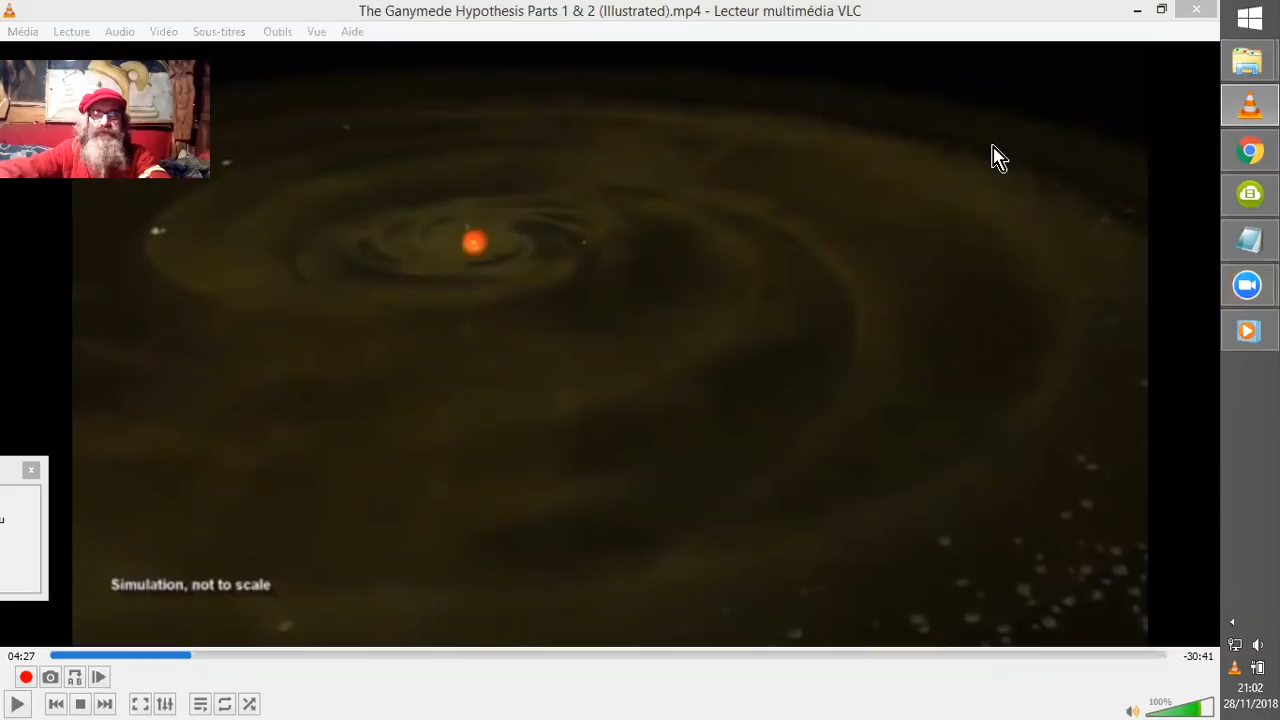 The Ganymede Hypothesis Parts 1 & 2 (Illustrated).mp4 - Lecteur multimédia VLC
Média Lecture Audio Vidéo Sous-titres Outils Vue Aide
x
u
Simulation, not to scale
04:27
-30:41
A B
100%
21:02
28/11/2018